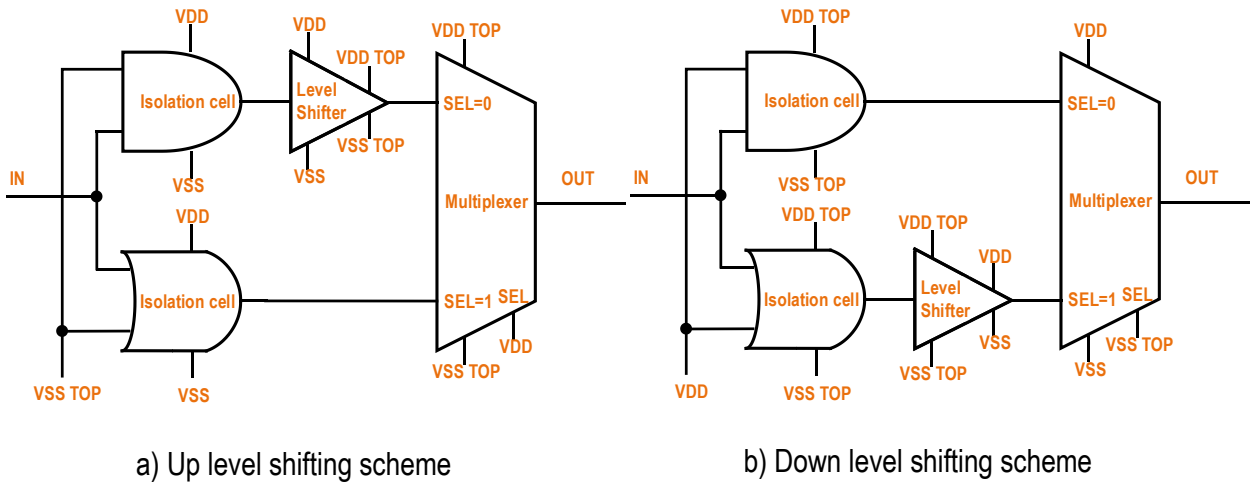 VDD
VDD
VDD TOP
VDD TOP
Isolation cell
Level
Shifter
SEL=0
VSS TOP
VSS
VSS
IN
VDD
Multiplexer
OUT
Isolation cell
SEL=1
SEL
VDD
VSS TOP
VSS
VSS TOP
a) Up level shifting scheme
VDD TOP
VDD
Isolation cell
SEL=0
VSS TOP
IN
VDD TOP
Multiplexer
OUT
VDD TOP
VDD
Isolation cell
Level
Shifter
SEL=1
SEL
VSS
VSS TOP
VDD
VSS TOP
VSS TOP
VSS
b) Down level shifting scheme